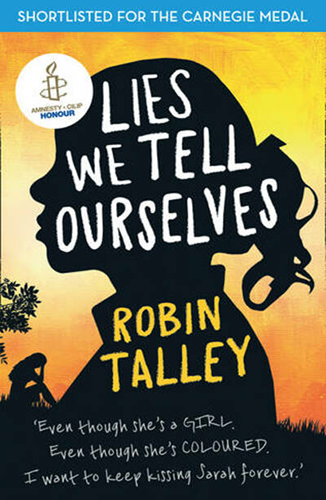 SHORTLISTED FOR THE CARNEGIE MEDAL
AMNESTY • CILIP
HONOUR
LIES
WE TELL
OURSELVES
ROBIN
TALLEY
'Even though she's a GIRL.
Even though she's COLOURED.
I want to keep kissing Sarah forever.'